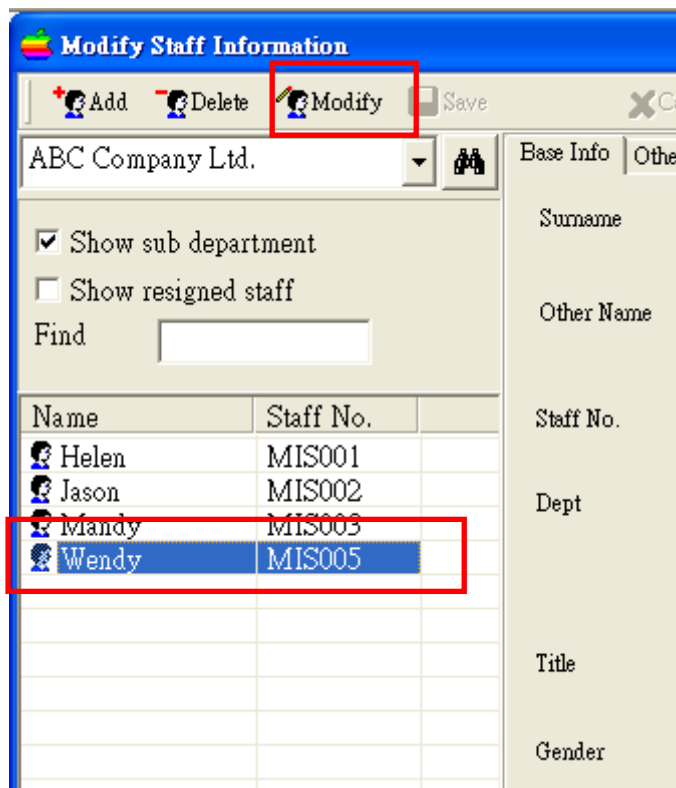 Modify Staff Information
Add Delete Modify Save
ABC Company Ltd.
Base Info
Show sub department
Show resigned staff
Find
Name Staff No.
Helen MIS001
Jason MIS002
Mandy MIS003
Wendy MIS005
Surname
Other Name
Staff No.
Dept
Title
Gender